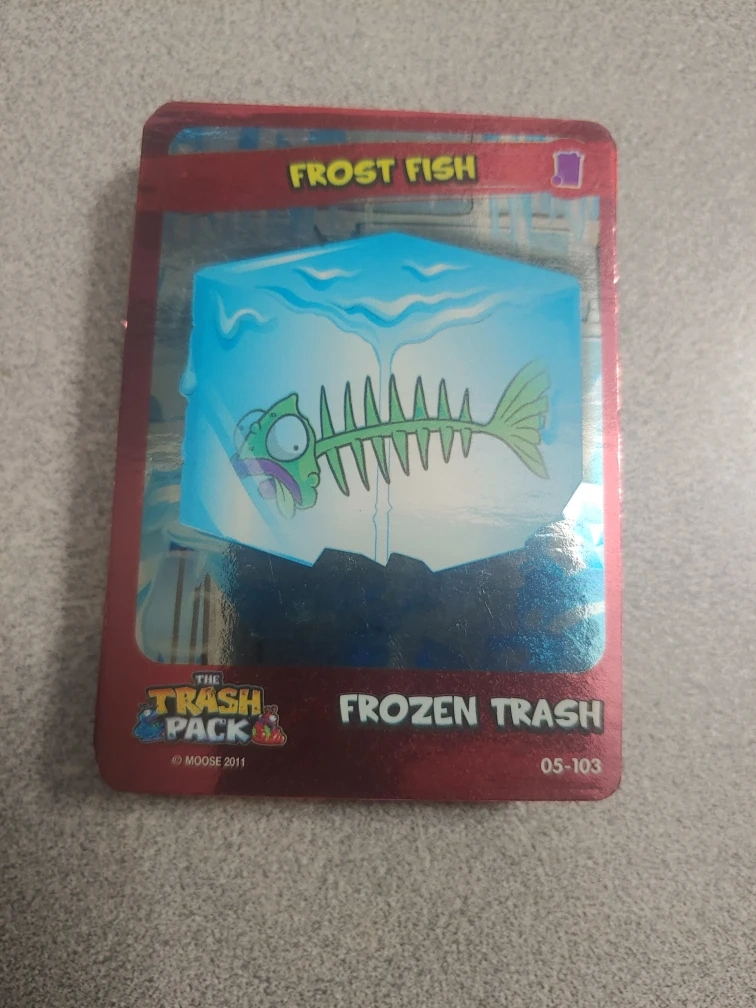 FROST FISH
THE
TRASH
PACK
FROZEN TRASH
© MOOSE 2011
05-103